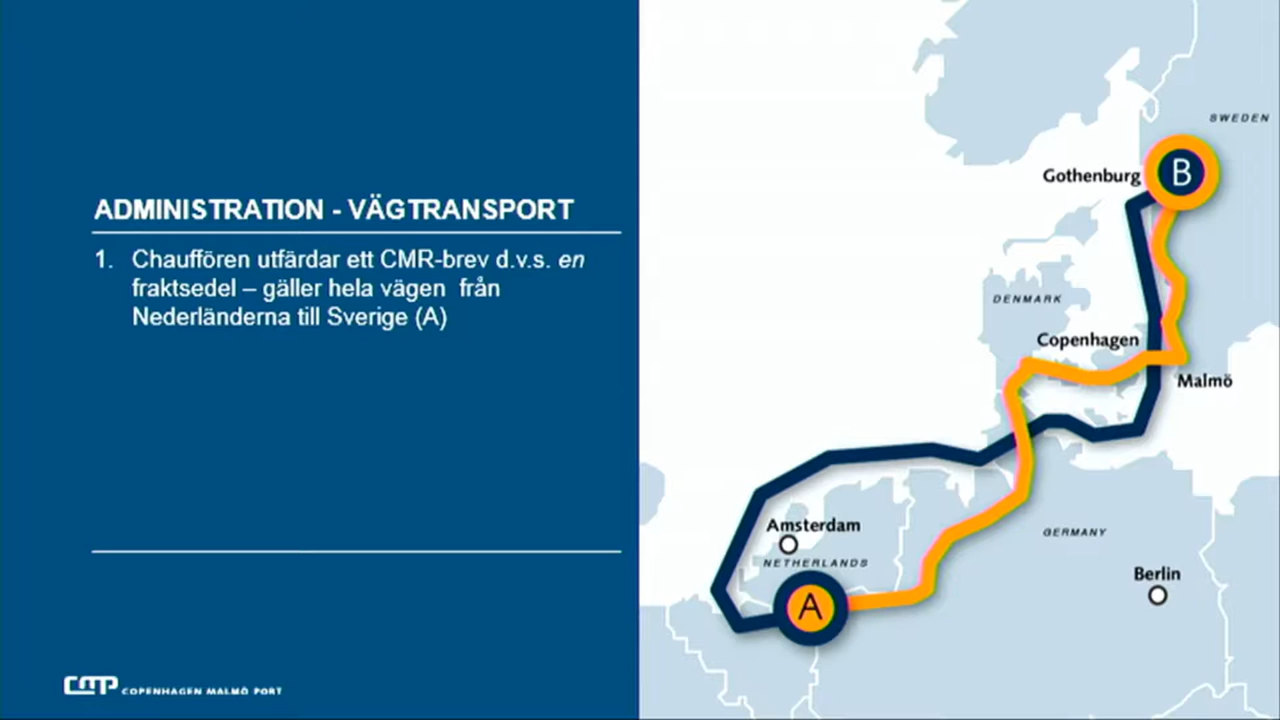 ADMINISTRATION - VÄGTRANSPORT
1. Chauffören utfärdar ett CMR-brev d.v.s. en
fraktsedel – gäller hela vägen från
Nederländerna till Sverige (A)
CMP COPENHAGEN MALMÖ PORT
SWEDEN
Gothenburg
B
DENMARK
Copenhagen
Malmö
Amsterdam
NETHERLANDS
GERMANY
Berlin
A